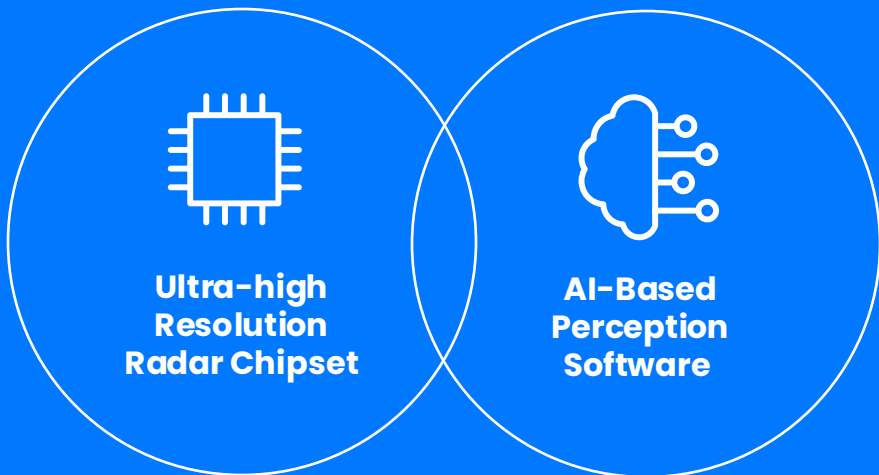 Ultra-high
Resolution
Radar Chipset
AI-Based
Perception
Software